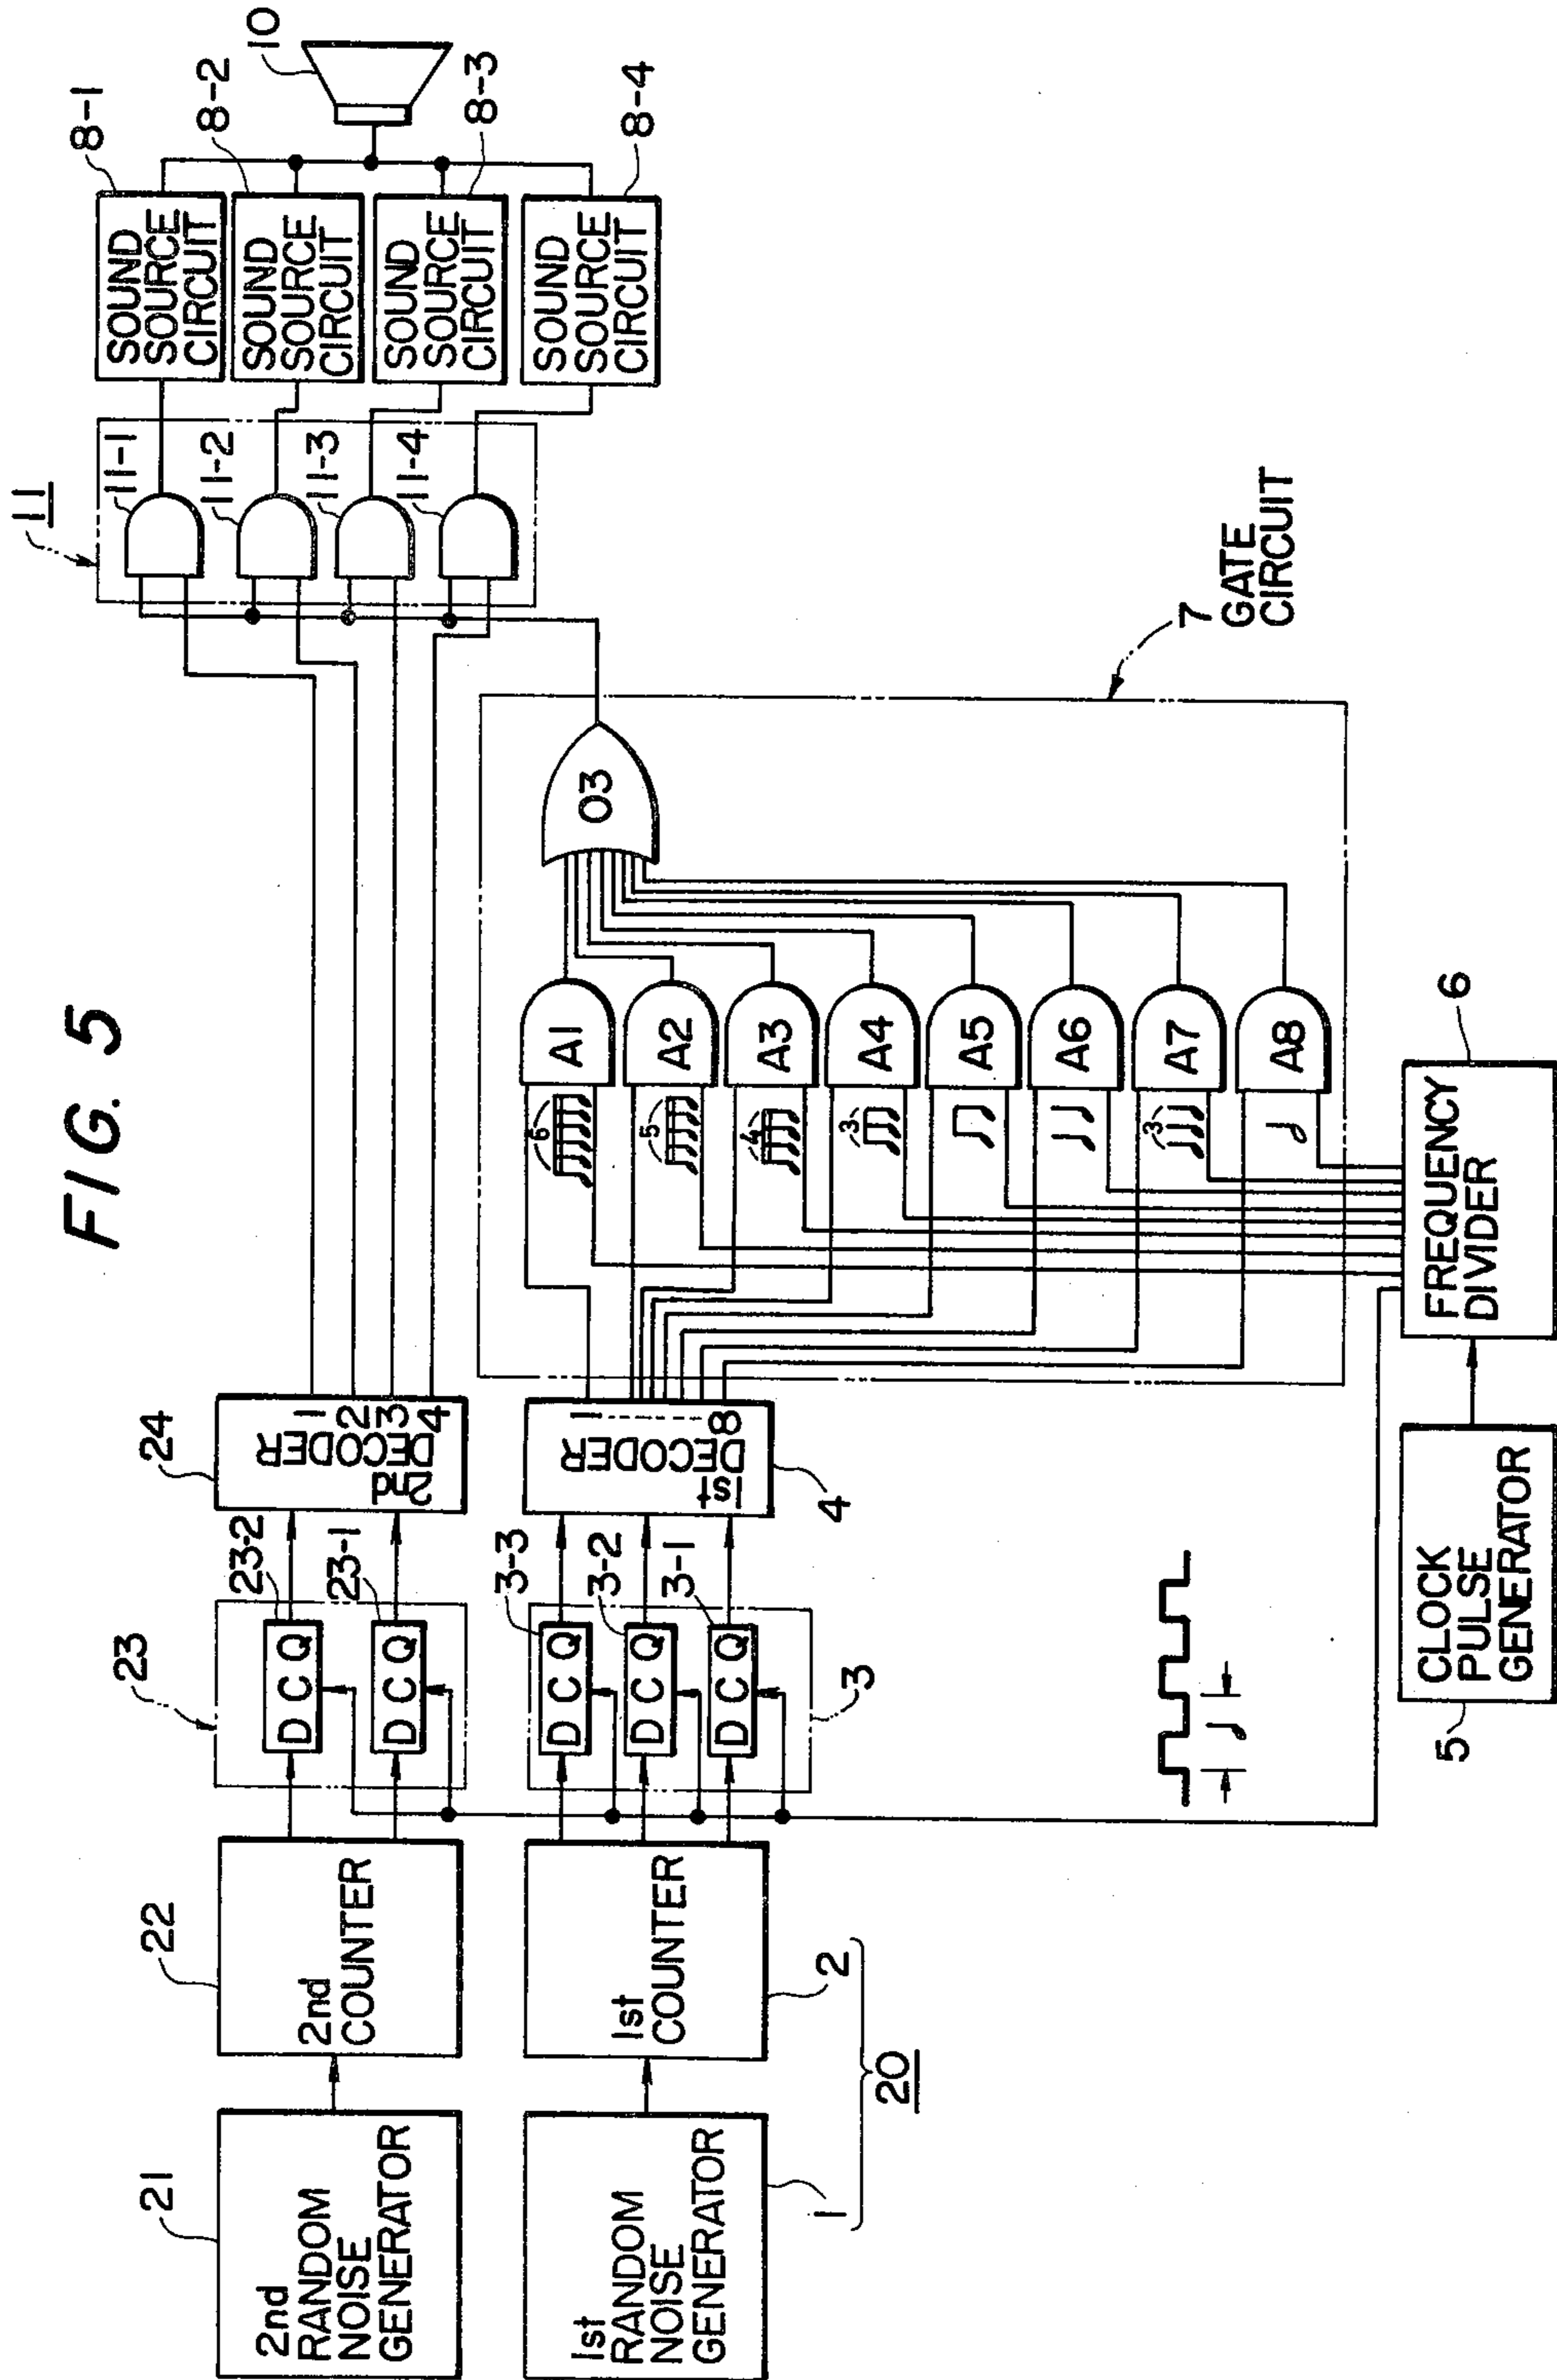 FIG. 5
21
2nd
RANDOM
NOISE
GENERATOR
22
2nd
COUNTER
23
23-2
D C Q
23-1
D C Q
24
2nd
DECODER
1
2
3
4
11
11-1
11-2
11-3
11-4
8-1
SOUND
SOURCE
CIRCUIT
8-2
SOUND
SOURCE
CIRCUIT
8-3
SOUND
SOURCE
CIRCUIT
8-4
SOUND
SOURCE
CIRCUIT
10
1st
RANDOM
NOISE
GENERATOR
1
1st
COUNTER
2
20
3-3
D C Q
3-2
D C Q
3-1
D C Q
3
1st
DECODER
1
8
4
6
A1
5
A2
4
A3
3
A4
A5
A6
3
A7
A8
03
7
GATE
CIRCUIT
CLOCK
PULSE
GENERATOR
5
FREQUENCY
DIVIDER
6